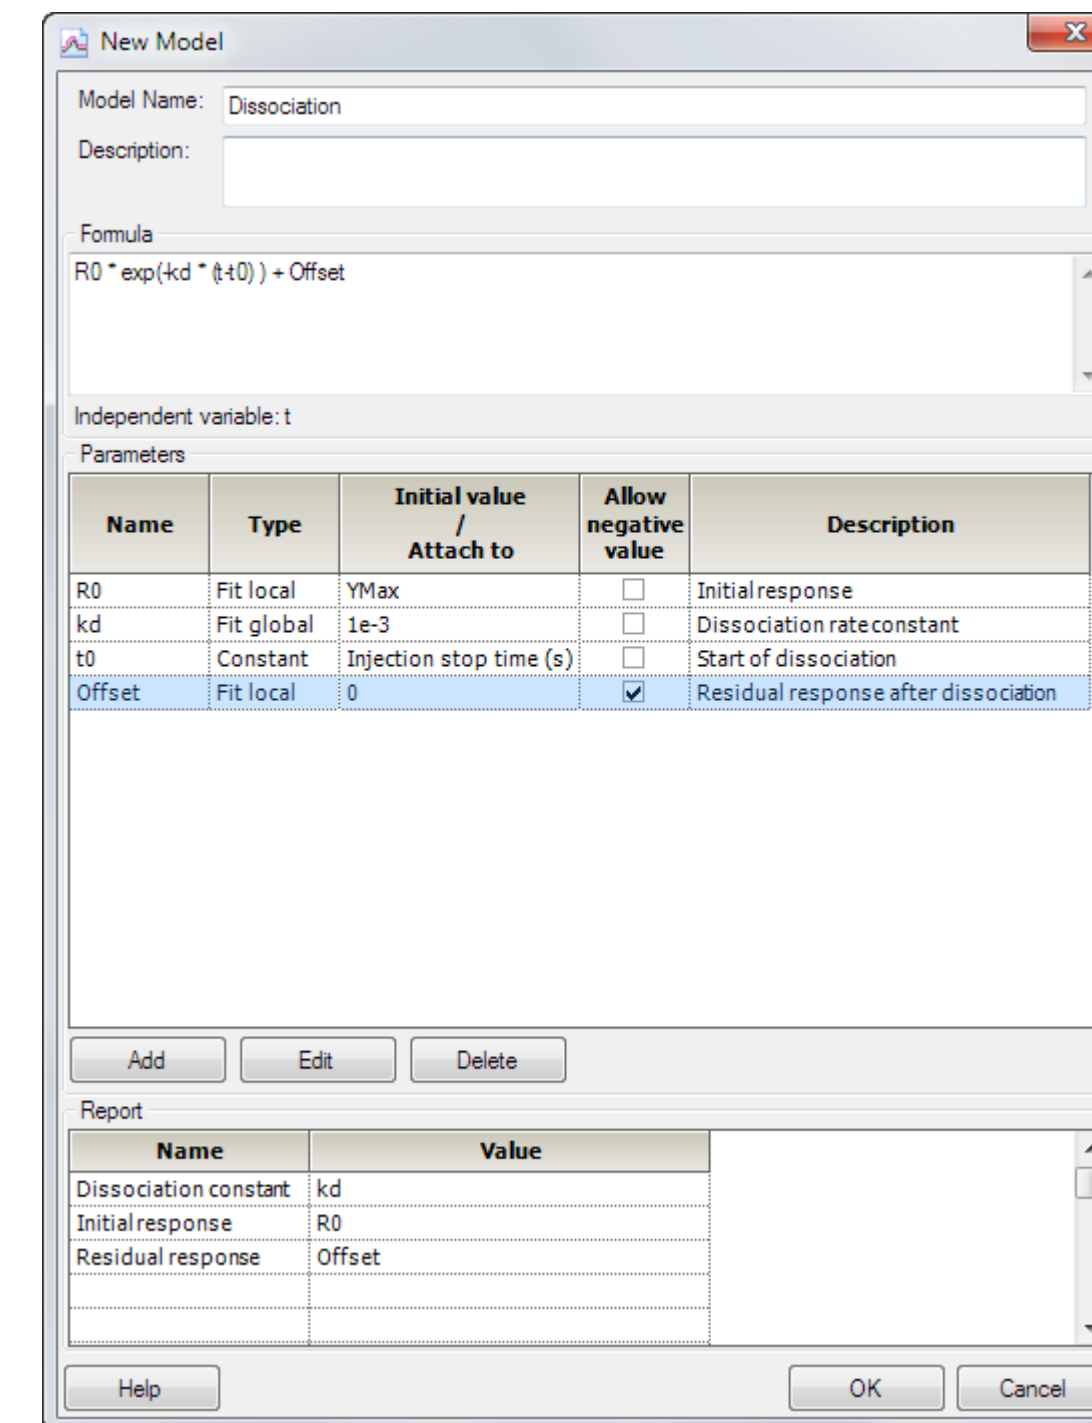 New Model
Model Name: Dissociation
Description:
Formula
R0 * exp(-kd * (t-t0) ) + Offset
Independent variable: t
Parameters
Name Type Initial value / Attach to Allow negative value Description
R0 Fit local YMax Initial response
kd Fit global 1e-3 Dissociation rate constant
t0 Constant Injection stop time (s) Start of dissociation
Offset Fit local 0 Residual response after dissociation
Add Edit Delete
Report
Name Value
Dissociation constant kd
Initial response R0
Residual response Offset
Help OK Cancel